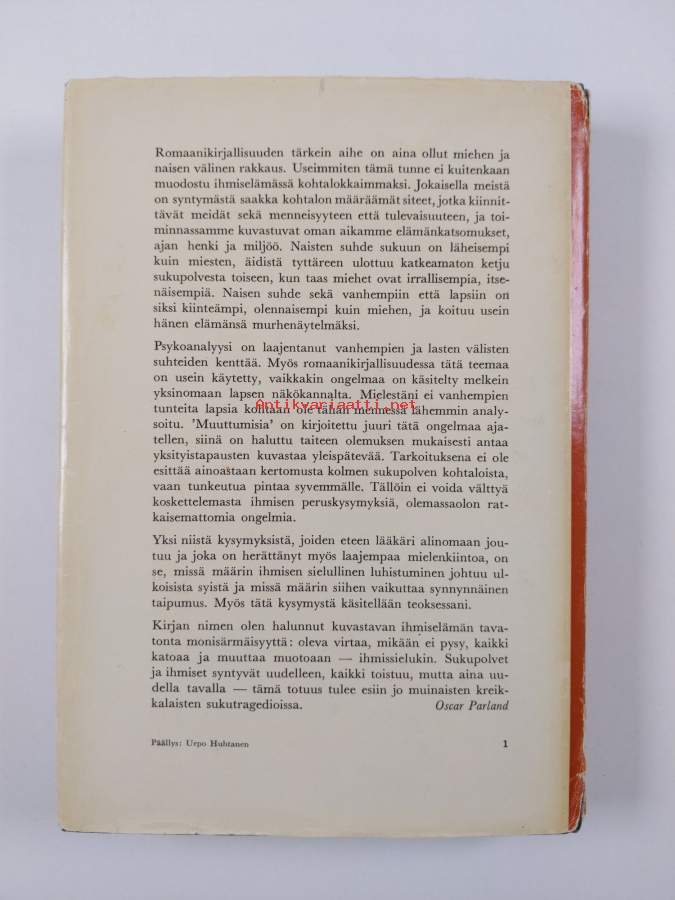 Romaanikirjallisuuden tärkein aihe on aina ollut miehen ja
naisen välinen rakkaus. Useimmiten tämä tunne ei kuitenkaan
muodostu ihmiselämässä kohtalokkaimmaksi. Jokaisella meistä
on syntymästä saakka kohtalon määräämät siteet, jotka kiinnit-
tävät meidät sekä menneisyyteen että tulevaisuuteen, ja toi-
minnassamme kuvastuvat oman aikamme elämänkatsomukset,
ajan henki ja miljöö. Naisten suhde sukuun on läheisempi
kuin miesten, äidistä tyttäreen ulottuu katkeamaton ketju
sukupolvesta toiseen, kun taas miehet ovat irrallisempia, itse-
näisempiä. Naisen suhde sekä vanhempiin että lapsiin on
siksi kiinteämpi, olennaisempi kuin miehen, ja koituu usein
hänen elämänsä murhenäytelmäksi.
Psykoanalyysi on laajentanut vanhempien ja lasten välisten
suhteiden kenttää. Myös romaanikirjallisuudessa tätä teemaa
on usein käytetty, vaikkakin ongelmaa on käsitelty melkein
yksinomaan lapsen näkökannalta. Mielestäni ei vanhempien
Antikvariaatti.net
tunteita lapsia kohtaan ole tähän mennessä lähemmin analy-
soitu. 'Muuttumisia' on kirjoitettu juuri tätä ongelmaa aja-
tellen, siinä on haluttu taiteen olemuksen mukaisesti antaa
yksityistapausten kuvastaa yleispätevää. Tarkoituksena ei ole
esittää ainoastaan kertomusta kolmen sukupolven kohtaloista,
vaan tunkeutua pintaa syvemmälle. Tällöin ei voida välttyä
koskettelemasta ihmisen peruskysymyksiä, olemassaolon rat-
kaisemattomia ongelmia.
Yksi niistä kysymyksistä, joiden eteen lääkäri alinomaan jou-
tuu ja joka on herättänyt myös laajempaa mielenkiintoa, on
se, missä määrin ihmisen sielullinen luhistuminen johtuu ul-
koisista syistä ja missä määrin siihen vaikuttaa synnynnäinen
taipumus. Myös tätä kysymystä käsitellään teoksessani.
Kirjan nimen olen halunnut kuvastavan ihmiselämän tava-
tonta monisärmäisyyttä: oleva virtaa, mikään ei pysy, kaikki
katoaa ja muuttaa muotoaan — ihmissielukin. Sukupolvet
ja ihmiset syntyvät uudelleen, kaikki toistuu, mutta aina uu-
della tavalla — tämä totuus tulee esiin jo muinaisten kreik-
kalaisten sukutragedioissa. Oscar Parland
Päällys: Urpo Huhtanen 1